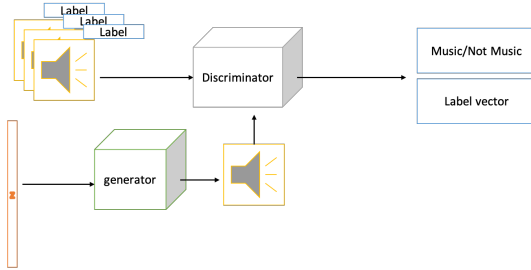 Label
Label
Label
Discriminator
Music/Not Music
Label vector
generator
z